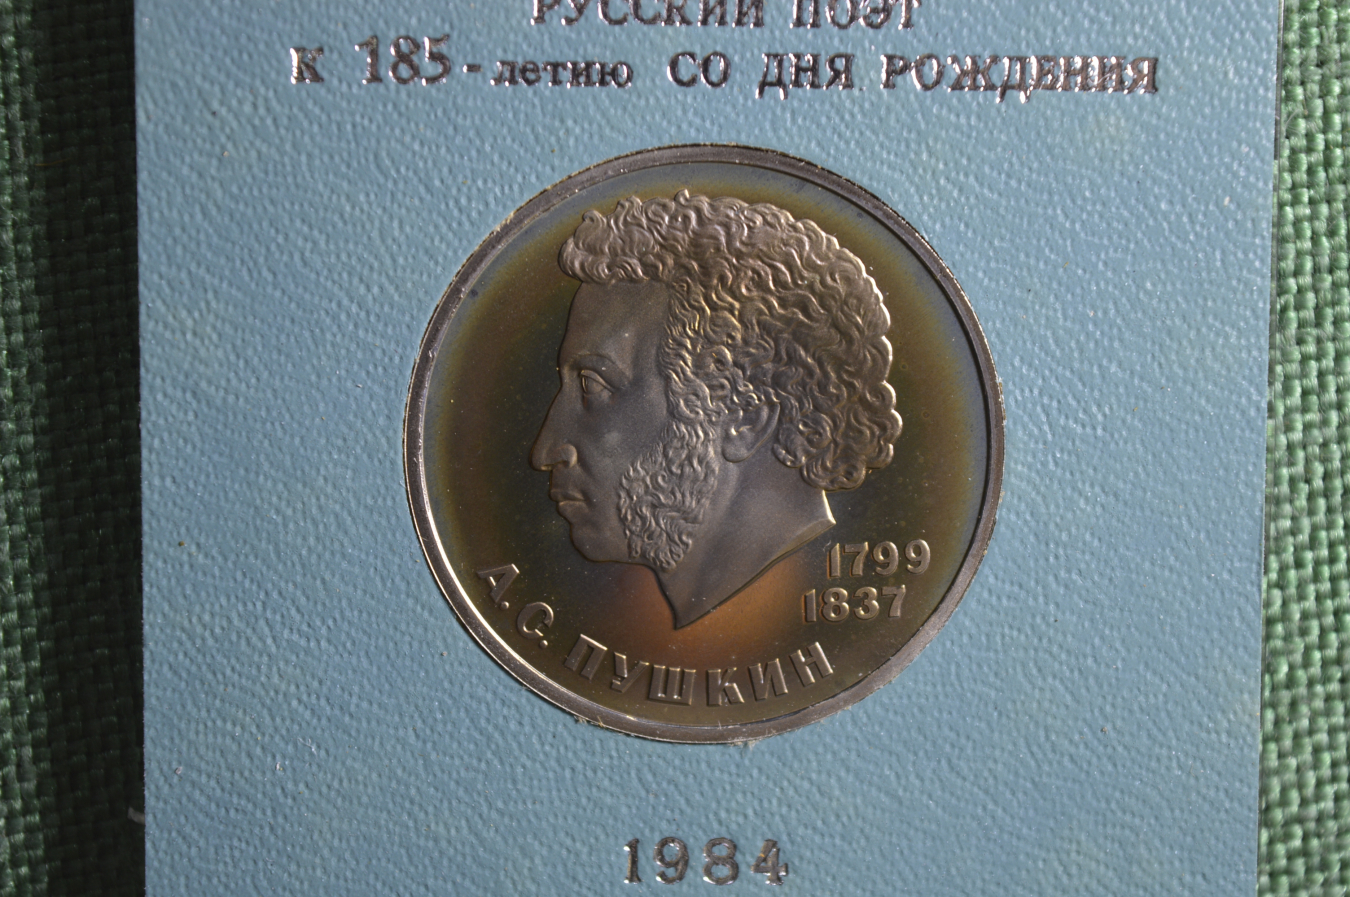 РУССКИЙ ПОЭТ
К 185-летию СО ДНЯ РОЖДЕНИЯ
1799
1837
А.С. ПУШКИН
1984